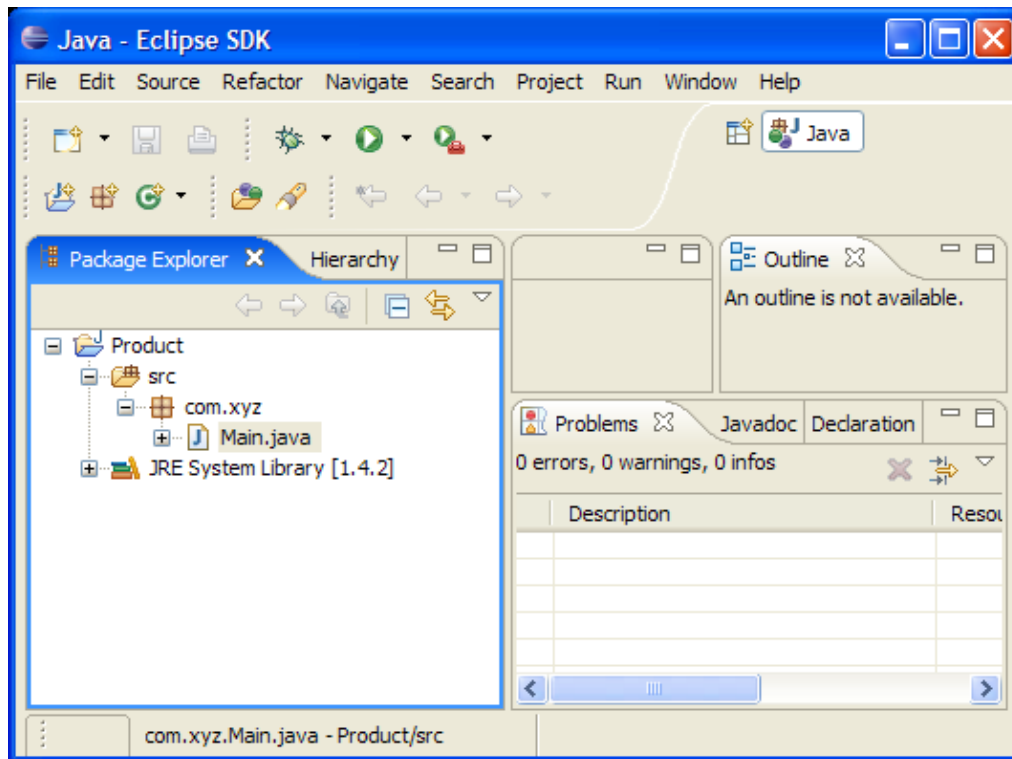 Java - Eclipse SDK
File Edit Source Refactor Navigate Search Project Run Window Help
Java
Package Explorer Hierarchy
Outline
An outline is not available.
Product
src
com.xyz
Main.java
JRE System Library [1.4.2]
Problems Javadoc Declaration
0 errors, 0 warnings, 0 infos
Description Resou
com.xyz.Main.java - Product/src